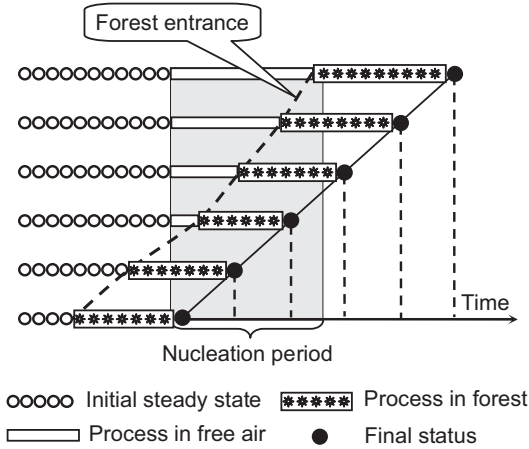 Forest entrance
Time
Nucleation period
Initial steady state
Process in forest
Process in free air
Final status